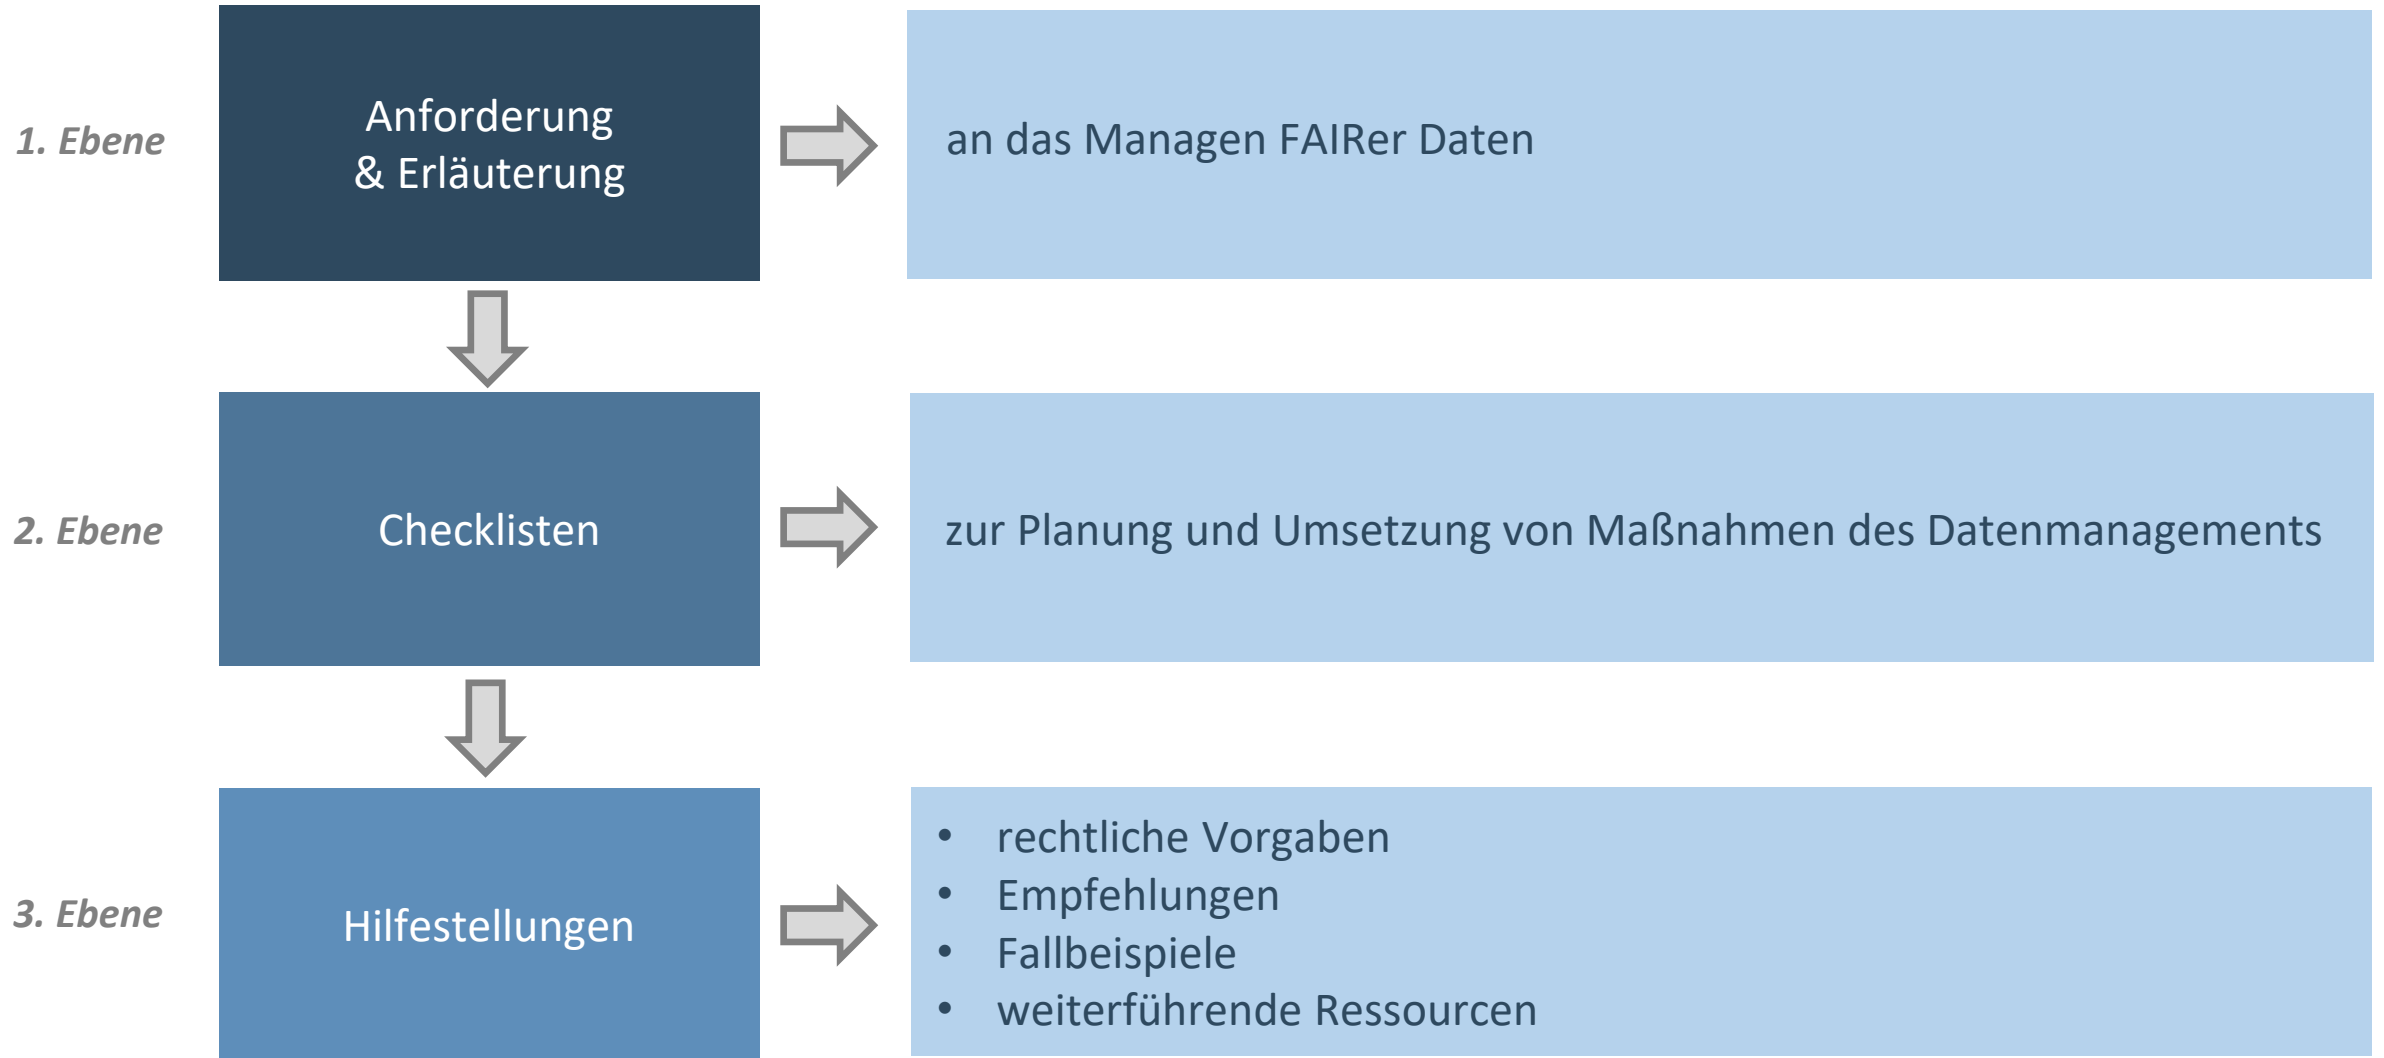 1. Ebene
Anforderung
& Erläuterung
an das Managen FAIRer Daten
2. Ebene
Checklisten
zur Planung und Umsetzung von Maßnahmen des Datenmanagements
3. Ebene
Hilfestellungen
• rechtliche Vorgaben
• Empfehlungen
• Fallbeispiele
• weiterführende Ressourcen